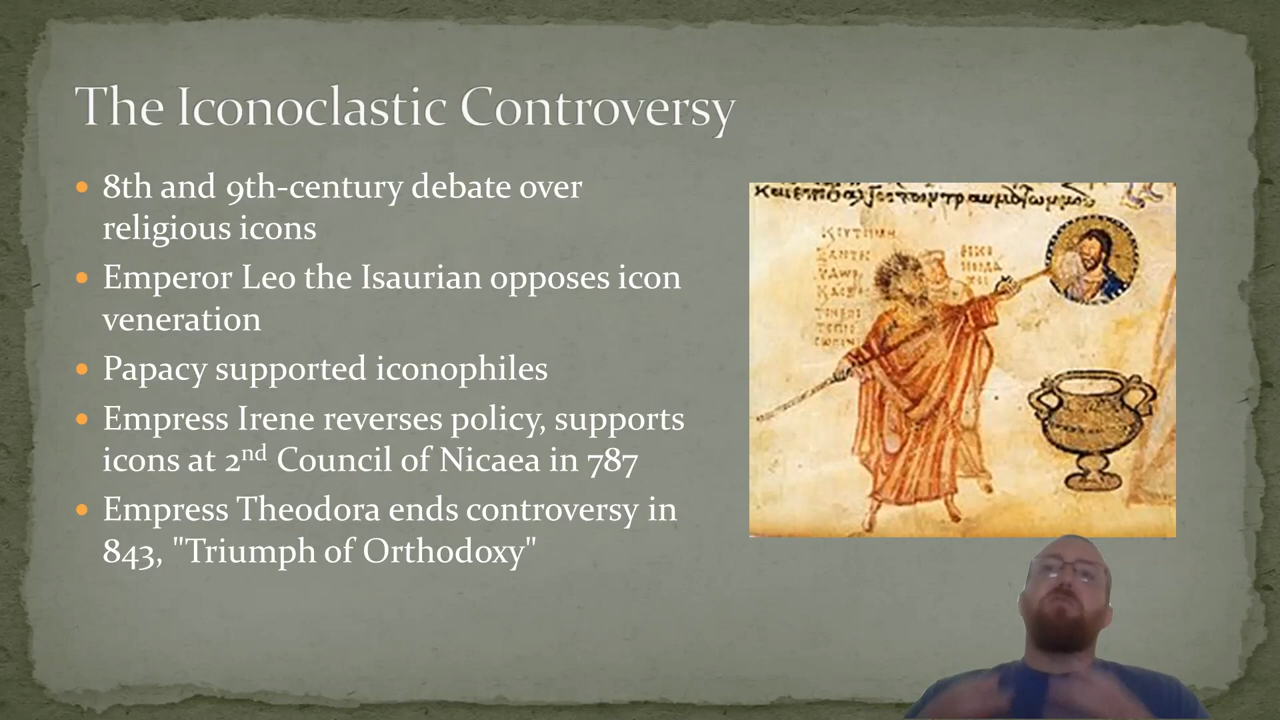 The Iconoclastic Controversy
8th and 9th-century debate over
religious icons
Emperor Leo the Isaurian opposes icon
veneration
Papacy supported iconophiles
Empress Irene reverses policy, supports
icons at 2nd Council of Nicaea in 787
Empress Theodora ends controversy in
843, "Triumph of Orthodoxy"